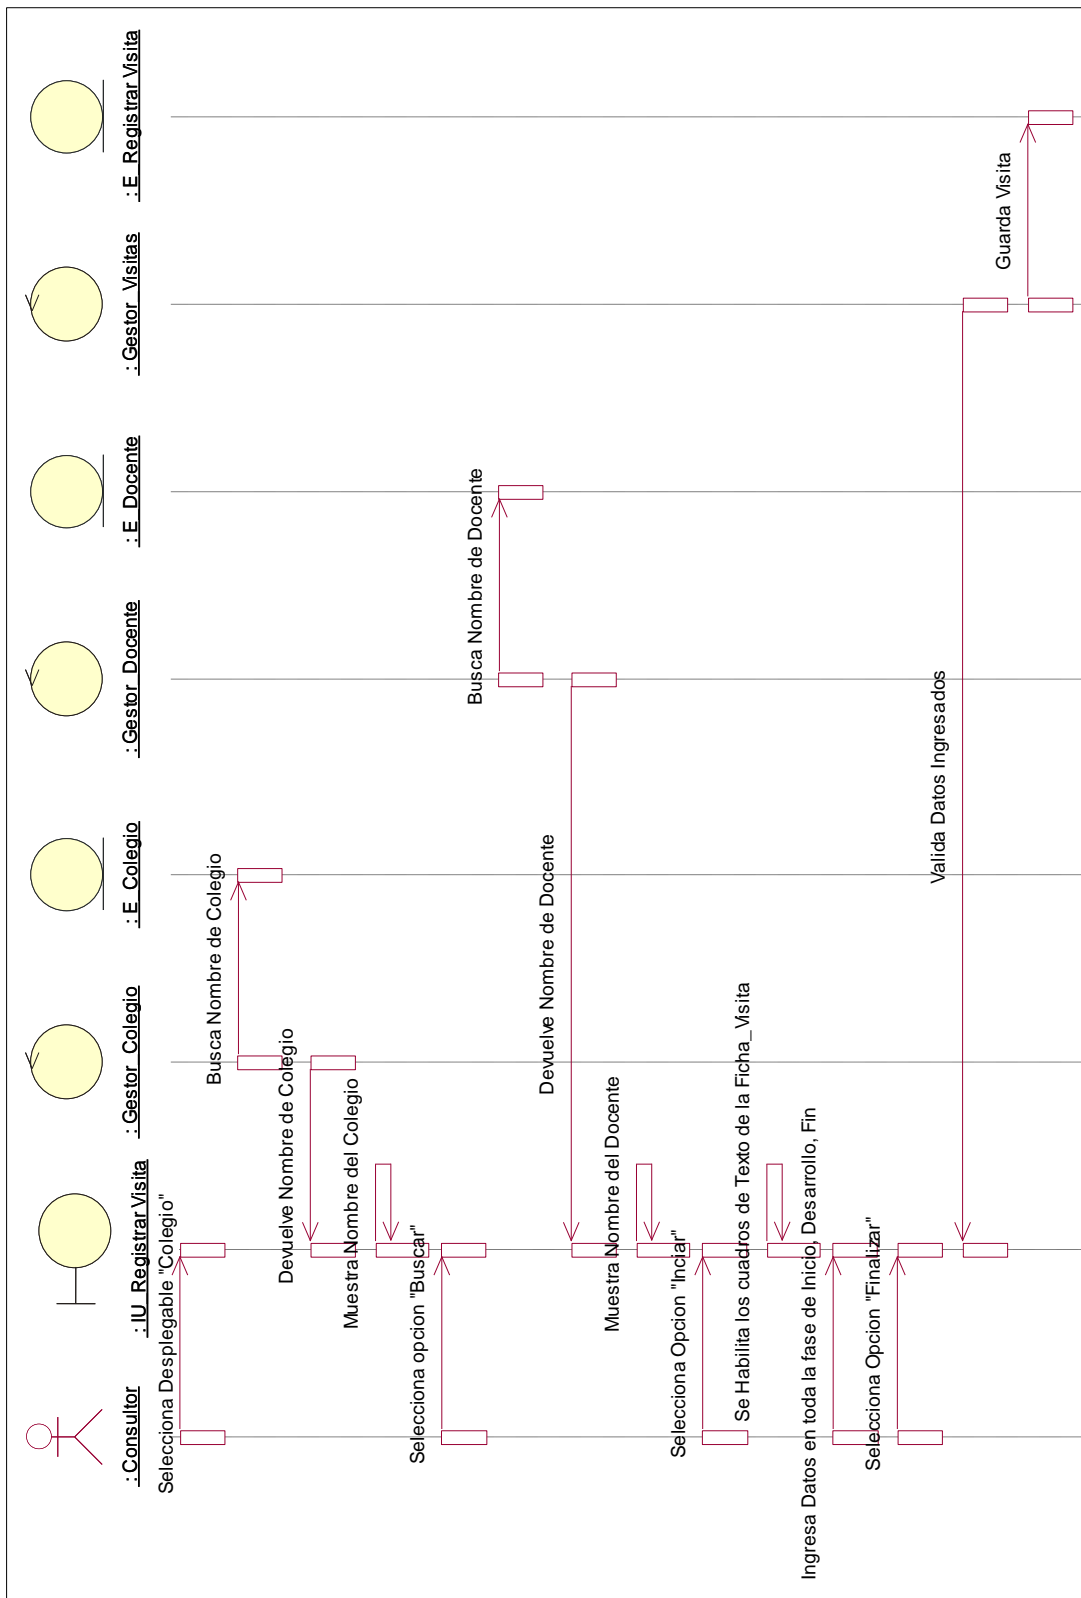 : Consultor
: IU_Registrar Visita
: Gestor_Colegio
: E_Colegio
: Gestor_Docente
: E_Docente
: Gestor_Visitas
: E_Registrar Visita
Selecciona Desplegable "Colegio"
Busca Nombre de Colegio
Devuelve Nombre de Colegio
Muestra Nombre del Colegio
Selecciona opcion "Buscar"
Busca Nombre de Docente
Devuelve Nombre de Docente
Muestra Nombre del Docente
Selecciona Opcion "Inciar"
Se Habilita los cuadros de Texto de la Ficha_Visita
Ingresa Datos en toda la fase de Inicio, Desarrollo, Fin
Selecciona Opcion "Finalizar"
Valida Datos Ingresados
Guarda Visita